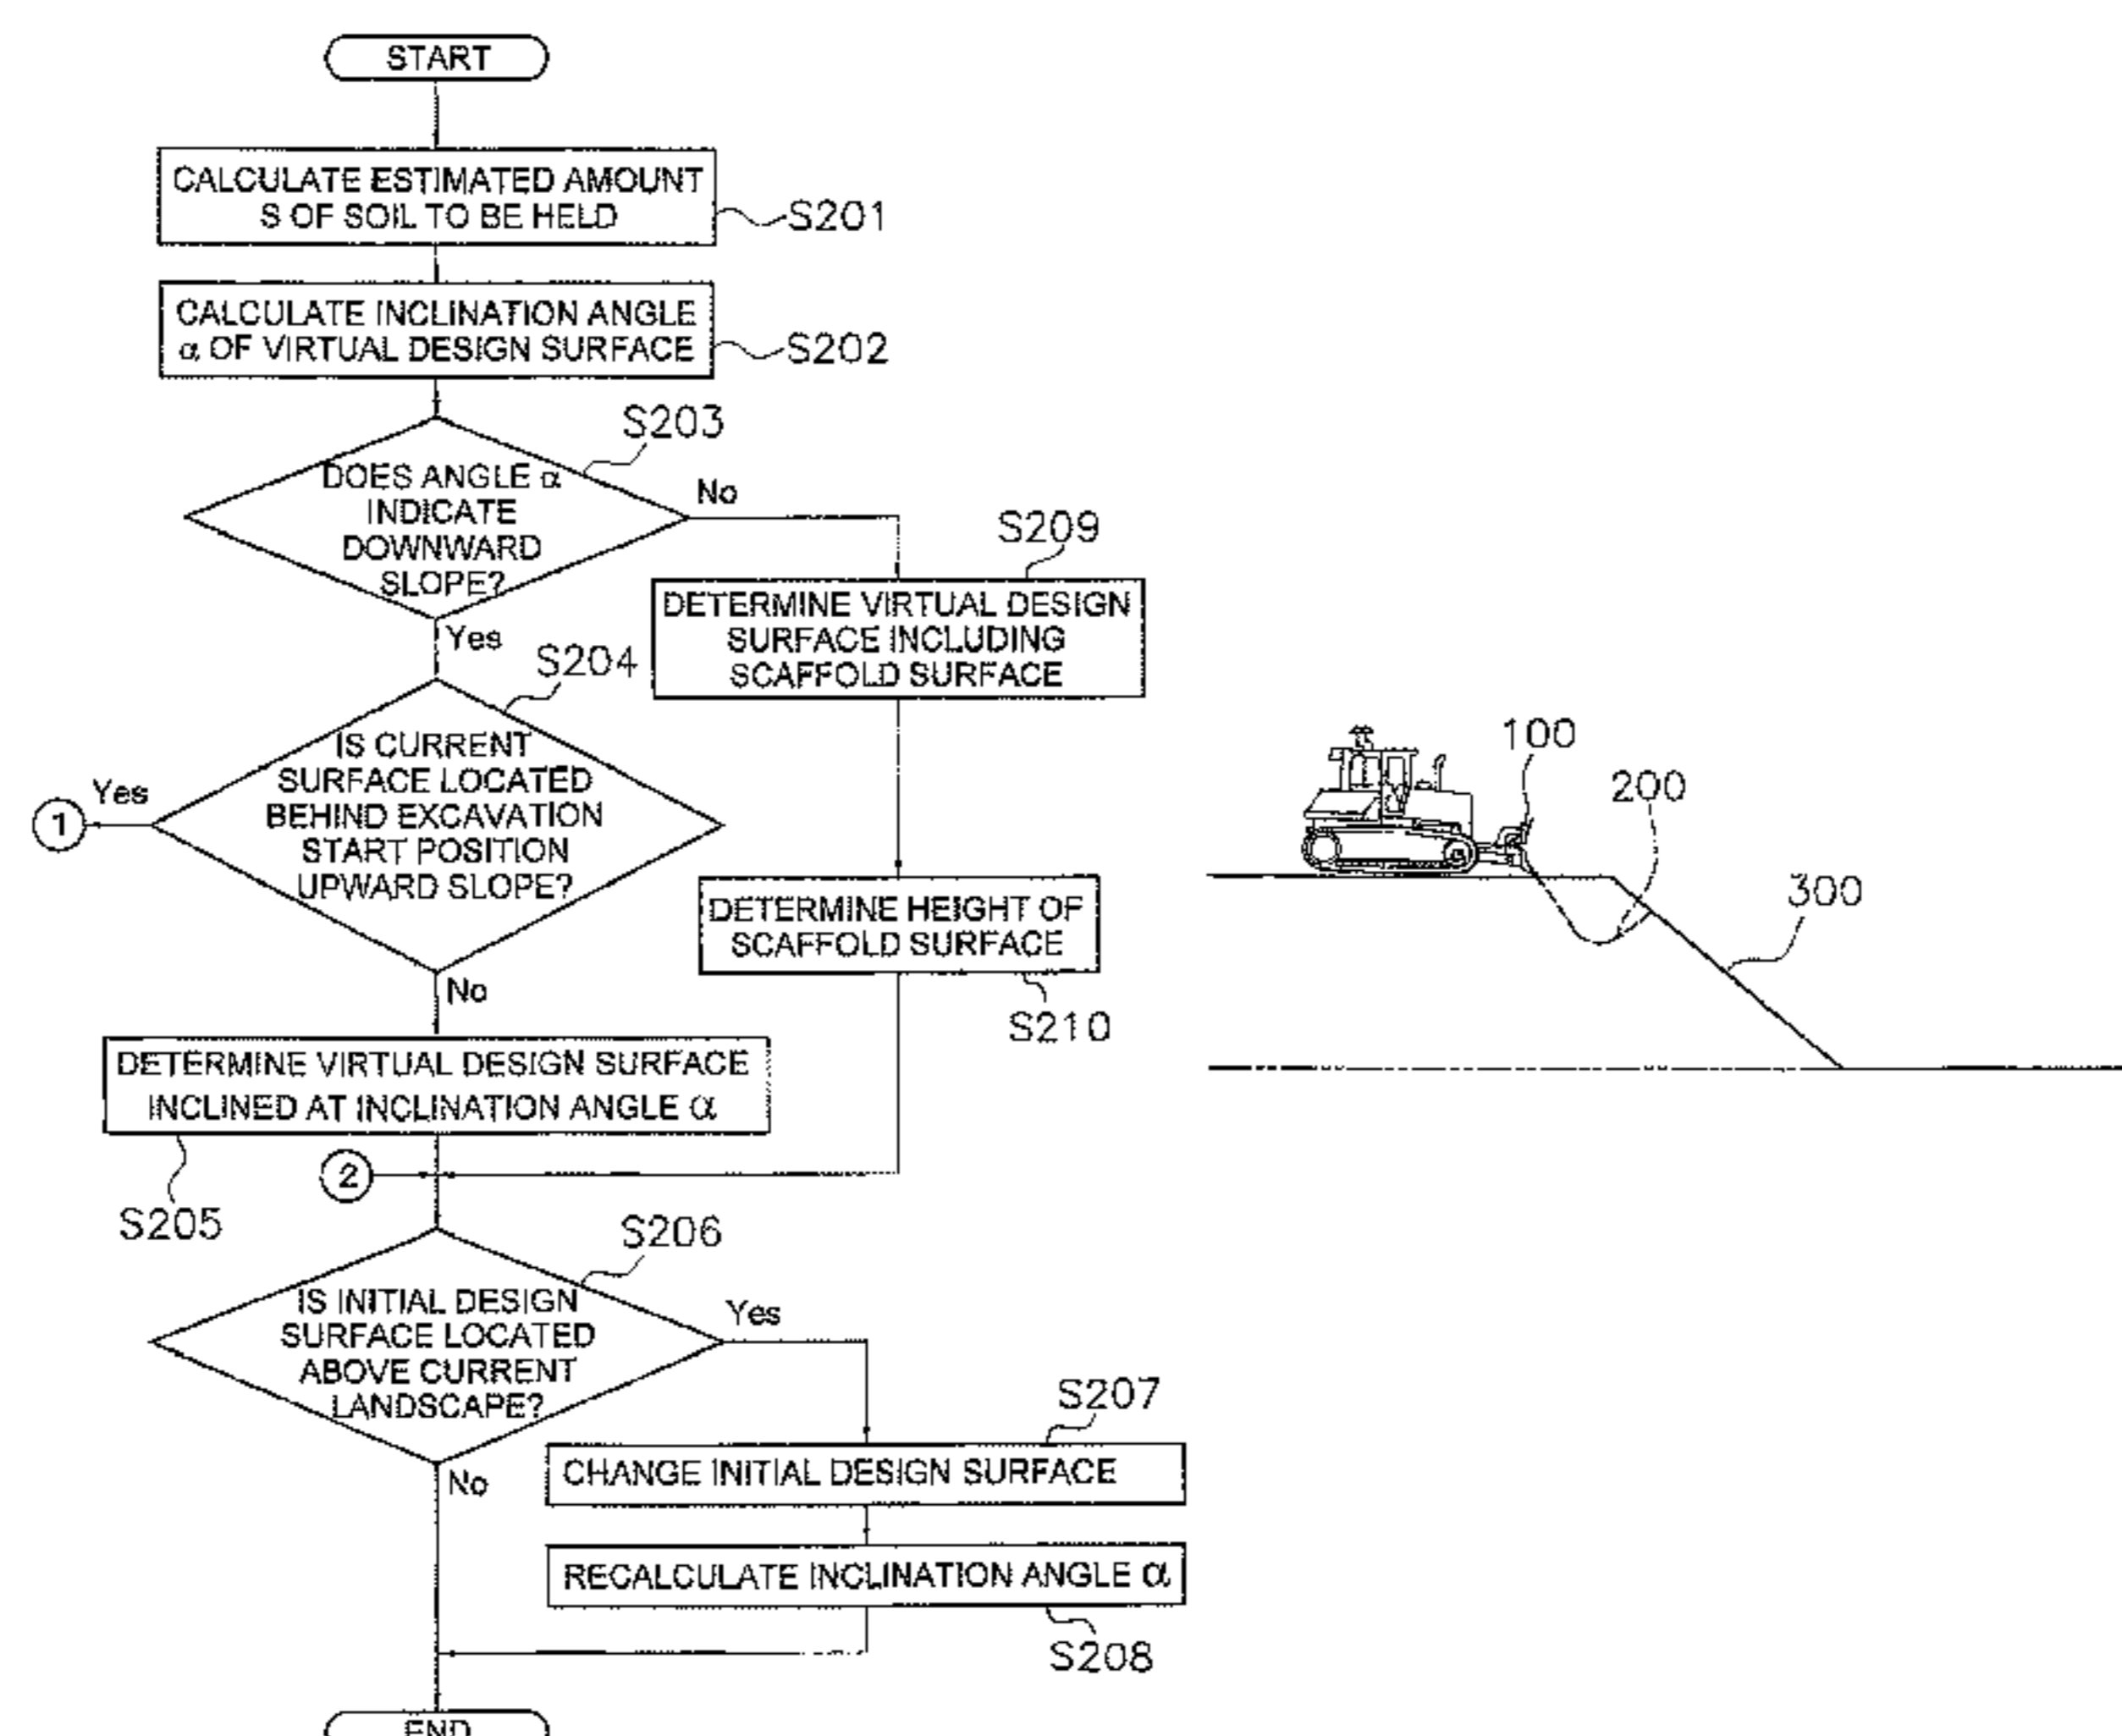 START
CALCULATE ESTIMATED AMOUNT
S OF SOIL TO BE HELD
S201
CALCULATE INCLINATION ANGLE
α OF VIRTUAL DESIGN SURFACE
S202
S203
DOES ANGLE α
INDICATE
DOWNWARD
SLOPE?
No
Yes
S209
DETERMINE VIRTUAL DESIGN
SURFACE INCLUDING
SCAFFOLD SURFACE
S204
IS CURRENT
SURFACE LOCATED
BEHIND EXCAVATION
START POSITION
UPWARD SLOPE?
Yes
1
No
DETERMINE HEIGHT OF
SCAFFOLD SURFACE
S210
DETERMINE VIRTUAL DESIGN SURFACE
INCLINED AT INCLINATION ANGLE α
S205
2
S206
IS INITIAL DESIGN
SURFACE LOCATED
ABOVE CURRENT
LANDSCAPE?
Yes
No
S207
CHANGE INITIAL DESIGN SURFACE
RECALCULATE INCLINATION ANGLE α
S208
END
100
200
300